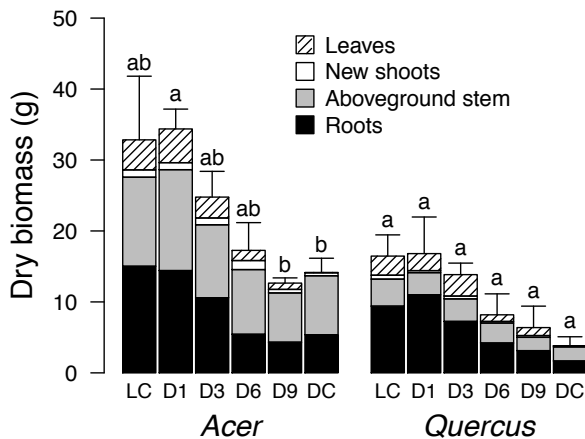 Dry biomass (g)
50
40
30
20
10
0
Leaves
New shoots
Aboveground stem
Roots
ab
a
ab
ab
b
b
a
a
a
a
a
a
LC D1 D3 D6 D9 DC LC D1 D3 D6 D9 DC
Acer Quercus